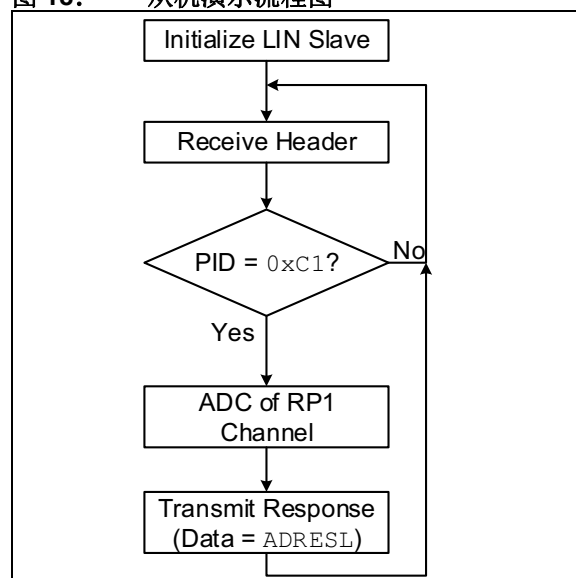 Initialize LIN Slave
Receive Header
PID = 0xC1?
No
Yes
ADC of RP1
Channel
Transmit Response
(Data = ADRESL)